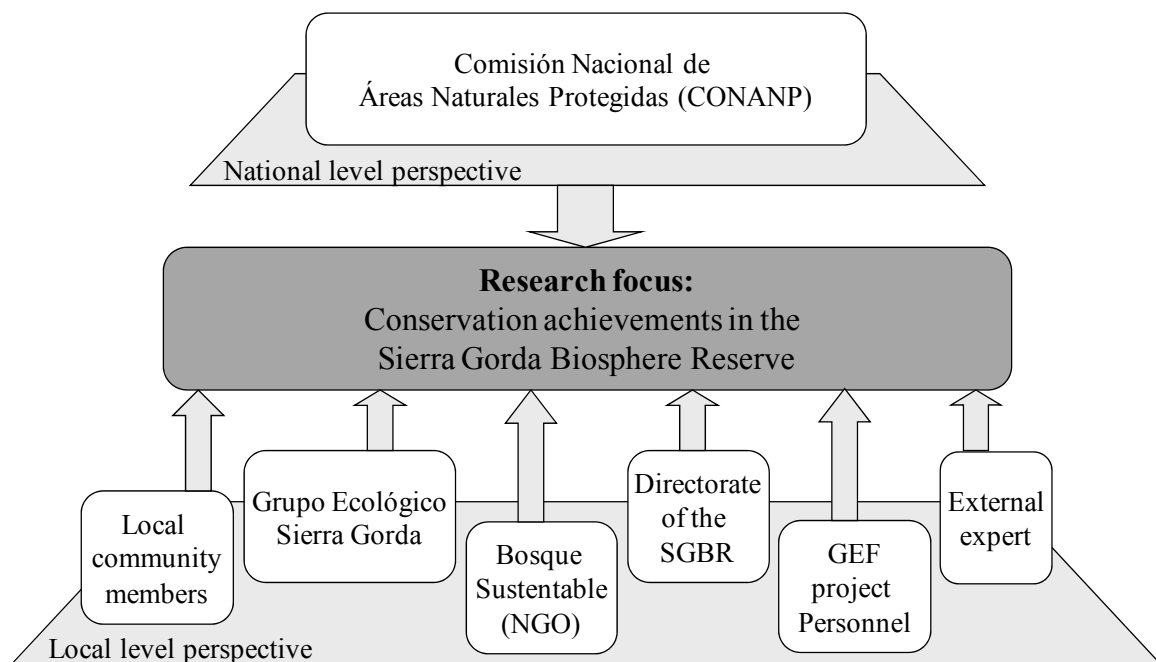 Comisión Nacional de
Áreas Naturales Protegidas (CONANP)
National level perspective
Research focus:
Conservation achievements in the
Sierra Gorda Biosphere Reserve
Local
community
members
Grupo Ecológico
Sierra Gorda
Bosque
Sustentable
(NGO)
Directorate
of the
SGBR
GEF
project
Personnel
External
expert
Local level perspective